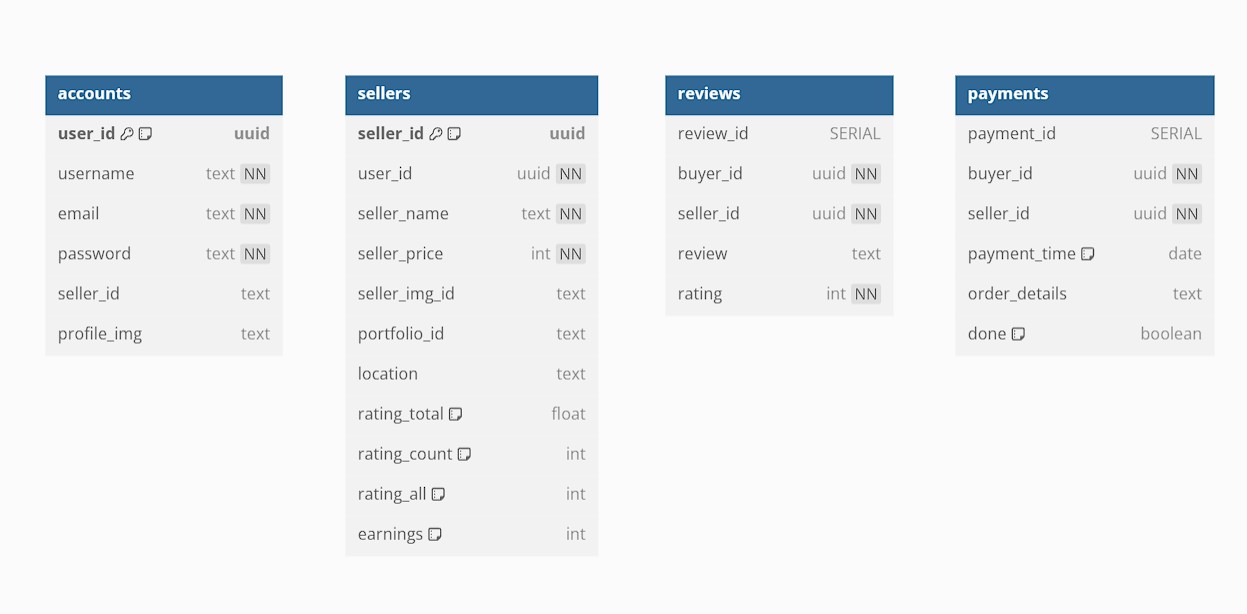 accounts
user_id uuid
username text NN
email text NN
password text NN
seller_id text
profile_img text
sellers
seller_id uuid
user_id uuid NN
seller_name text NN
seller_price int NN
seller_img_id text
portfolio_id text
location text
rating_total float
rating_count int
rating_all int
earnings int
reviews
review_id SERIAL
buyer_id uuid NN
seller_id uuid NN
review text
rating int NN
payments
payment_id SERIAL
buyer_id uuid NN
seller_id uuid NN
payment_time date
order_details text
done boolean